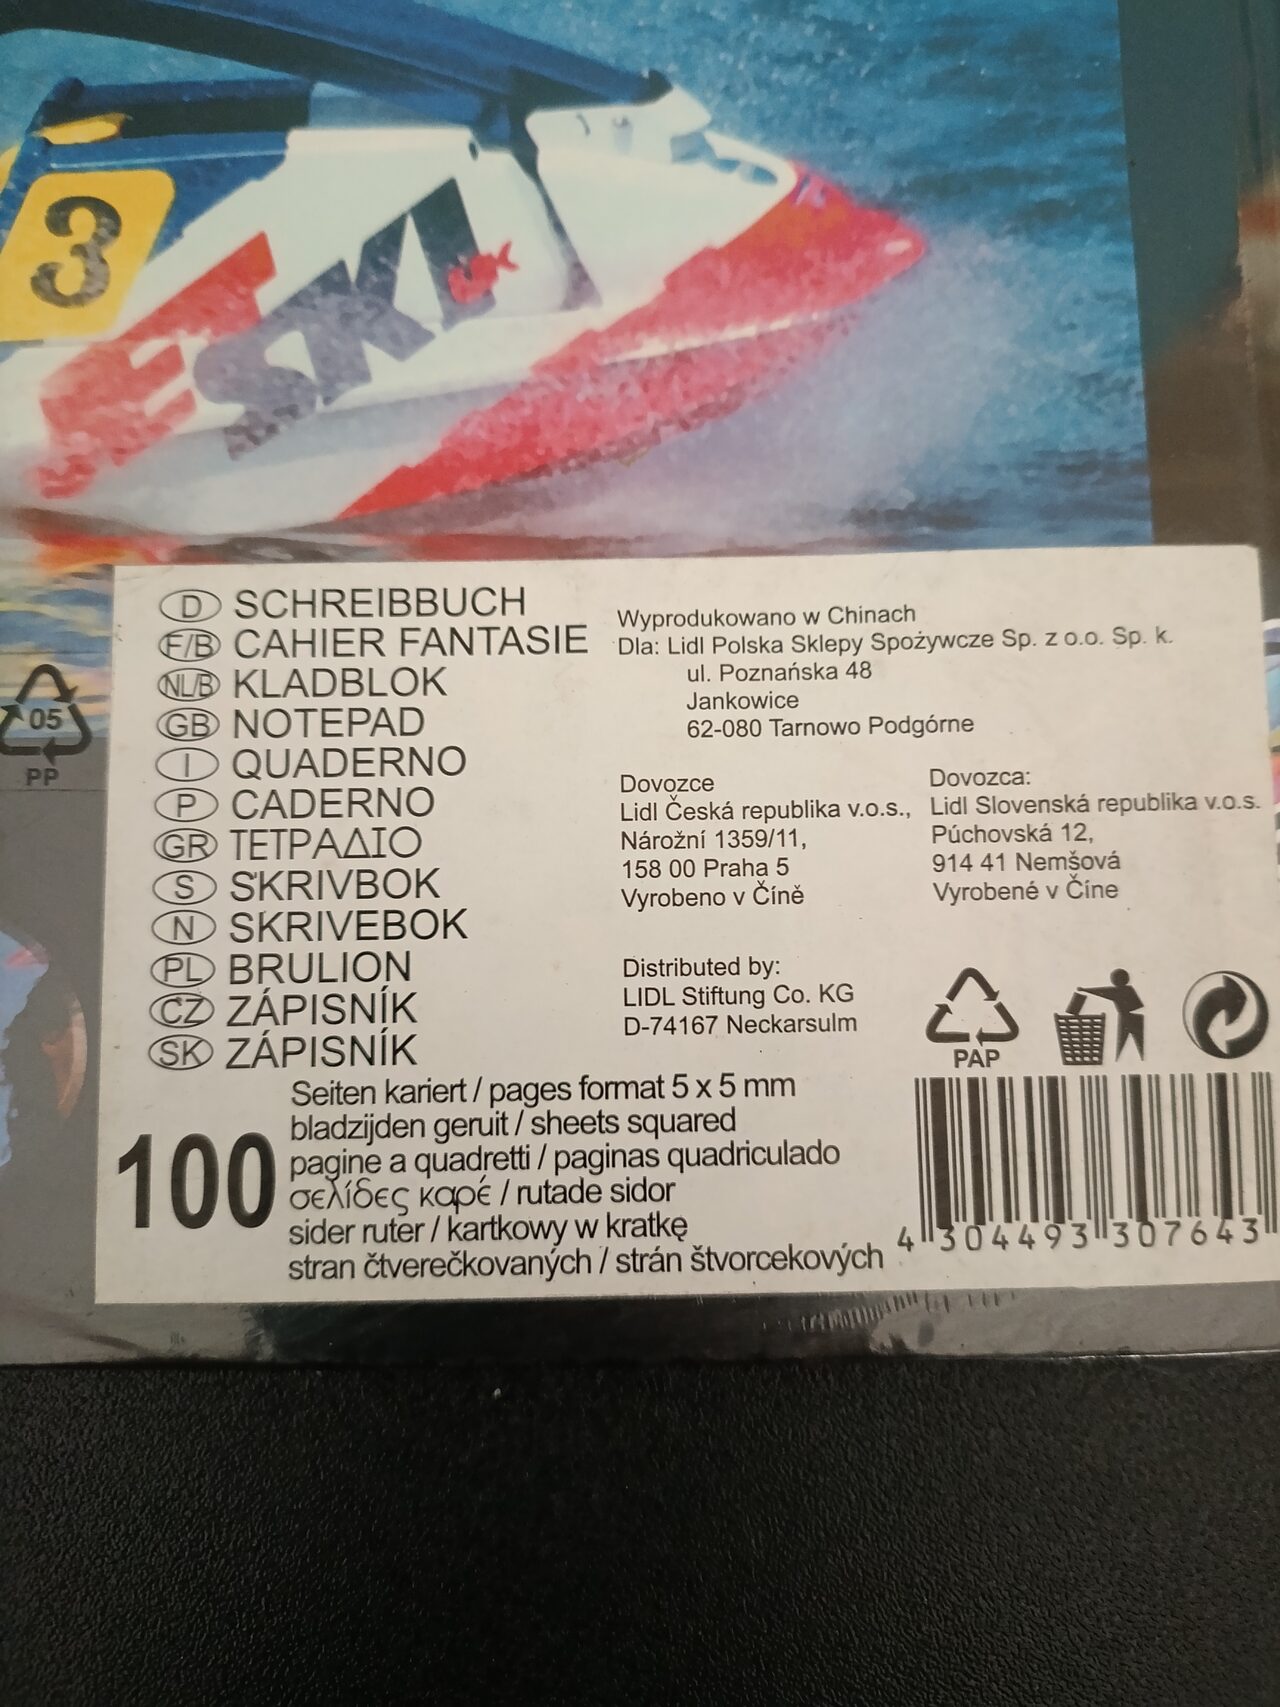 3
JET
SKI
05
PP
D SCHREIBBUCH
F/B CAHIER FANTASIE
NL/B KLADBLOK
GB NOTEPAD
I QUADERNO
P CADERNO
GR ΤΕΤΡΑΔΙΟ
S SKRIVBOK
N SKRIVEBOK
PL BRULION
CZ ZÁPISNÍK
SK ZÁPISNÍK
Wyprodukowano w Chinach
Dla: Lidl Polska Sklepy Spożywcze Sp. z o.o. Sp. k.
ul. Poznańska 48
Jankowice
62-080 Tarnowo Podgórne
Dovozce
Lidl Česká republika v.o.s.,
Nárožní 1359/11,
158 00 Praha 5
Vyrobeno v Číně
Dovozca:
Lidl Slovenská republika v.o.s.
Púchovská 12,
914 41 Nemšová
Vyrobené v Číne
Distributed by:
LIDL Stiftung Co. KG
D-74167 Neckarsulm
PAP
100
Seiten kariert / pages format 5 x 5 mm
bladzijden geruit / sheets squared
pagine a quadretti / paginas quadriculado
σελίδες καρέ / rutade sidor
sider ruter / kartkowy w kratkę
stran čtverečkovaných / strán štvorcekových
4 304493 307643